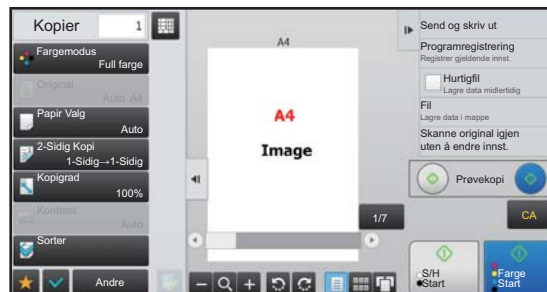 Kopier 1
Fargemodus
Full farge
Original
Auto A4
Papir Valg
Auto
2-Sidig Kopi
1-Sidig→1-Sidig
Kopigrad
100%
Kontrast
Auto
Sorter
Andre
A4
A4
Image
1/7
Send og skriv ut
Programregistrering
Registrer gjeldende innst.
Hurtigfil
Lagre data midlertidig
Fil
Lagre data i mappe
Skanne original igjen
uten å endre innst.
Prøvekopi
CA
S/H
Start
Farge
Start